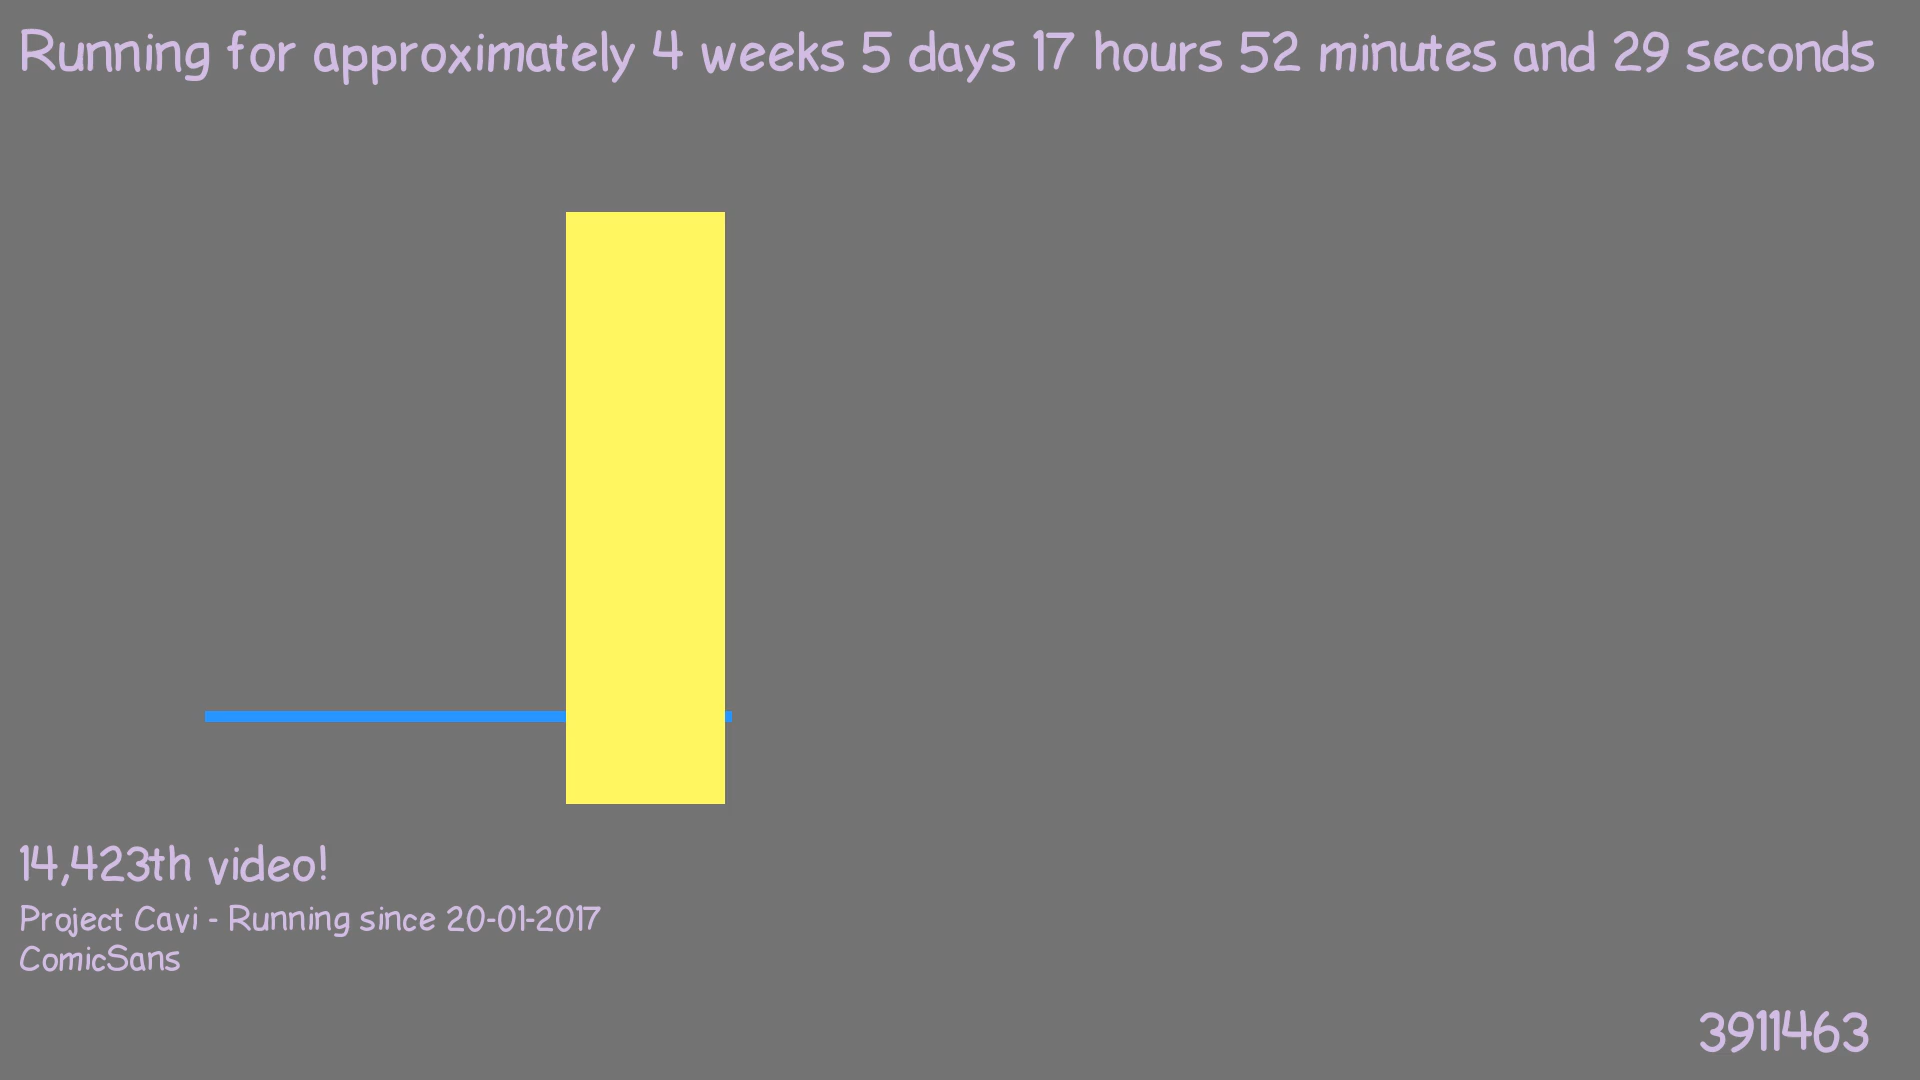 Running for approximately 4 weeks 5 days 17 hours 52 minutes and 29 seconds
14,423th video!
Project Cavi - Running since 20-01-2017
ComicSans
3911463